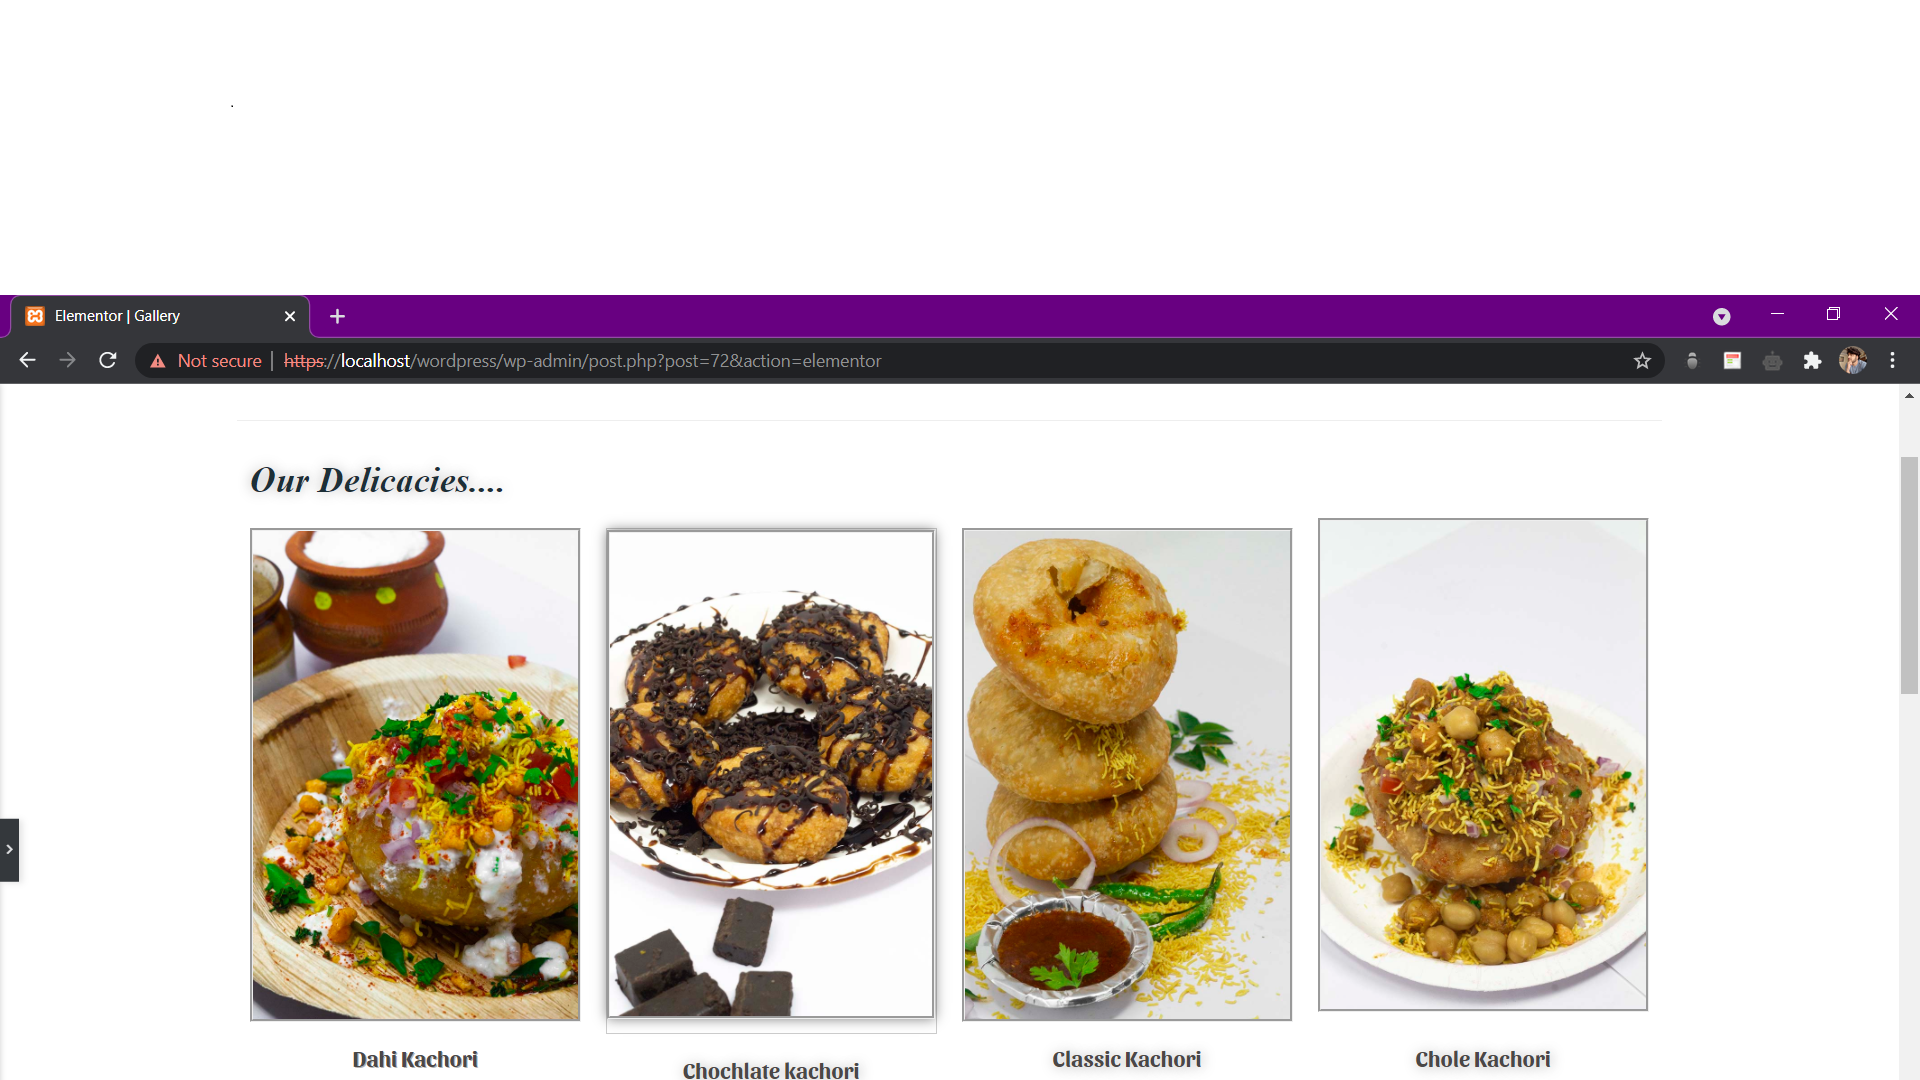 Elementor | Gallery
Not secure | https://localhost/wordpress/wp-admin/post.php?post=72&action=elementor
Our Delicacies....
Dahi Kachori
Chochlate kachori
Classic Kachori
Chole Kachori